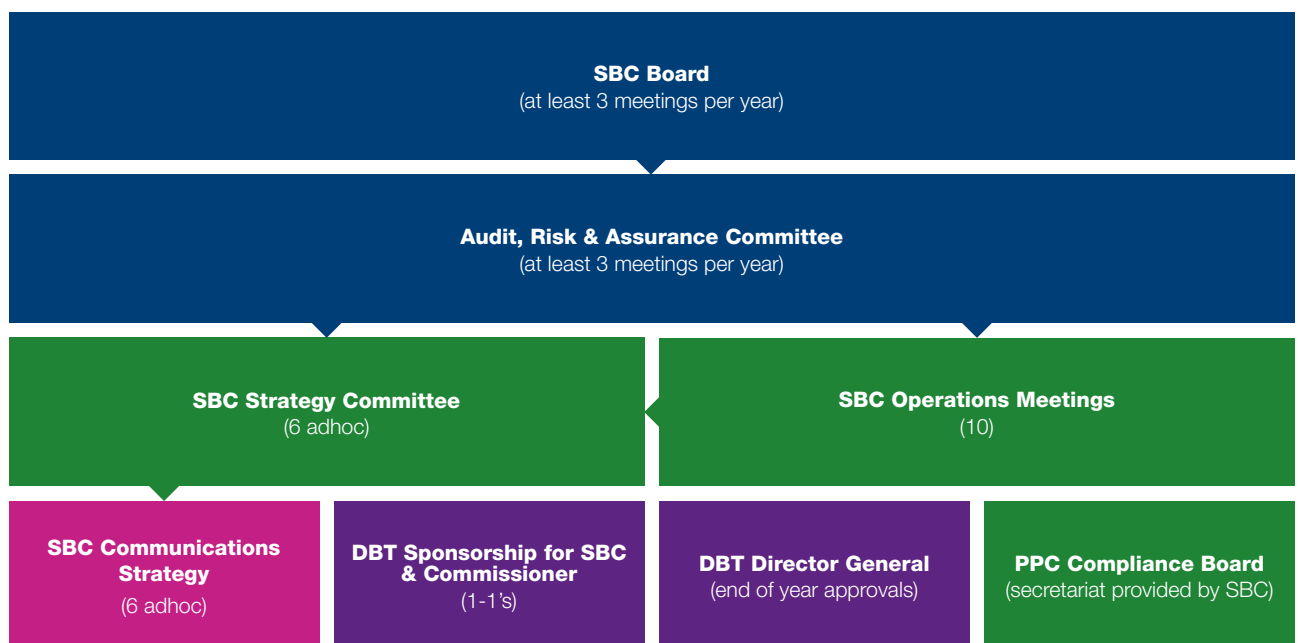 SBC Board
(at least 3 meetings per year)
Audit, Risk & Assurance Committee
(at least 3 meetings per year)
SBC Strategy Committee
(6 adhoc)
SBC Operations Meetings
(10)
SBC Communications
Strategy
(6 adhoc)
DBT Sponsorship for SBC
& Commissioner
(1-1's)
DBT Director General
(end of year approvals)
PPC Compliance Board
(secretariat provided by SBC)